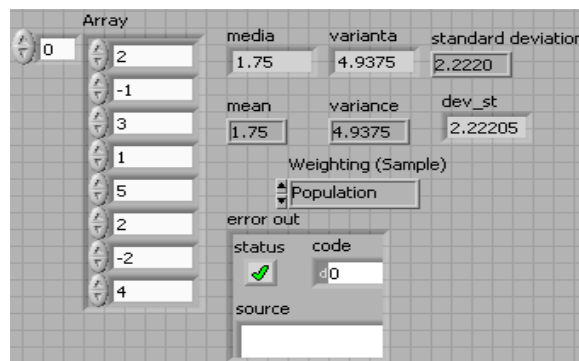 Array
0
2
-1
3
1
5
2
-2
4
media varianta standard deviation
1.75 4.9375 2.2220
mean variance dev_st
1.75 4.9375 2.22205
Weighting (Sample)
Population
error out
status code
d0
source